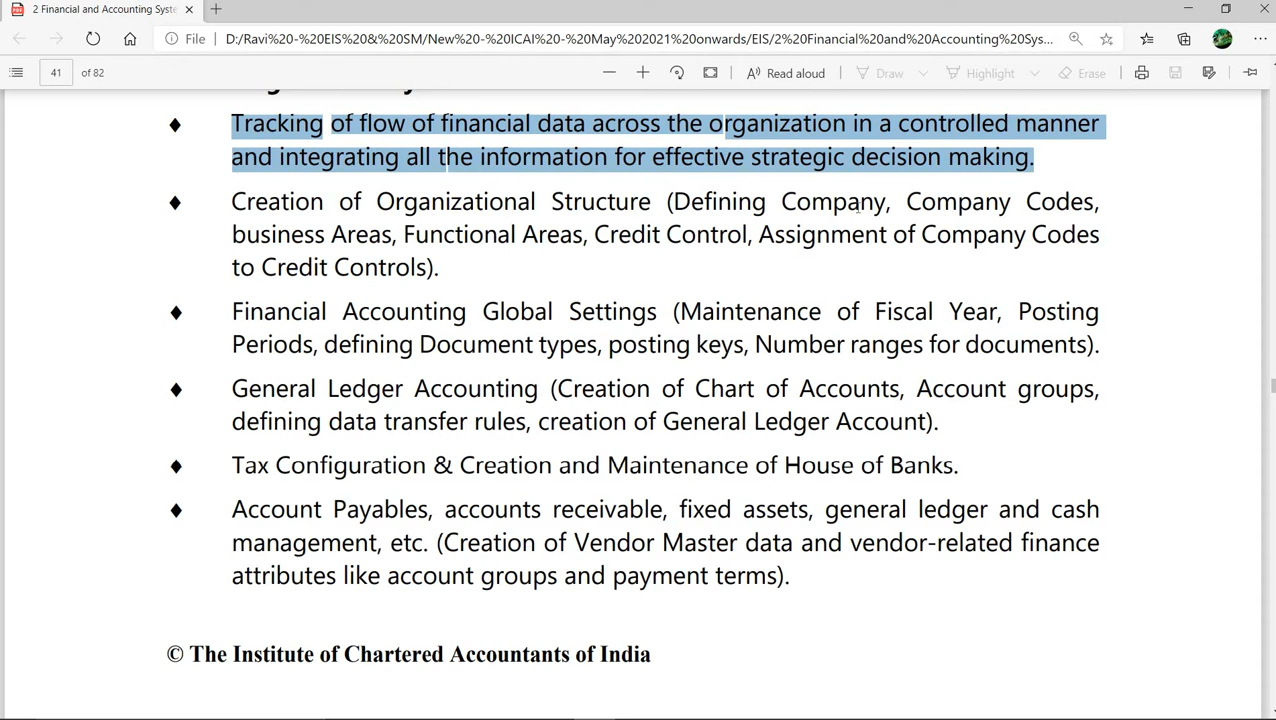 2 Financial and Accounting Syste
File D:/Ravi%20-%20EIS%20&%20SM/New%20-%20ICAI%20-%20May%202021%20onwards/EIS/2%20Financial%20and%20Accounting%20Sys...
41 of 82 Read aloud Draw Highlight Erase
♦ Tracking of flow of financial data across the organization in a controlled manner
and integrating all the information for effective strategic decision making.
♦ Creation of Organizational Structure (Defining Company, Company Codes,
business Areas, Functional Areas, Credit Control, Assignment of Company Codes
to Credit Controls).
♦ Financial Accounting Global Settings (Maintenance of Fiscal Year, Posting
Periods, defining Document types, posting keys, Number ranges for documents).
♦ General Ledger Accounting (Creation of Chart of Accounts, Account groups,
defining data transfer rules, creation of General Ledger Account).
♦ Tax Configuration & Creation and Maintenance of House of Banks.
♦ Account Payables, accounts receivable, fixed assets, general ledger and cash
management, etc. (Creation of Vendor Master data and vendor-related finance
attributes like account groups and payment terms).
© The Institute of Chartered Accountants of India